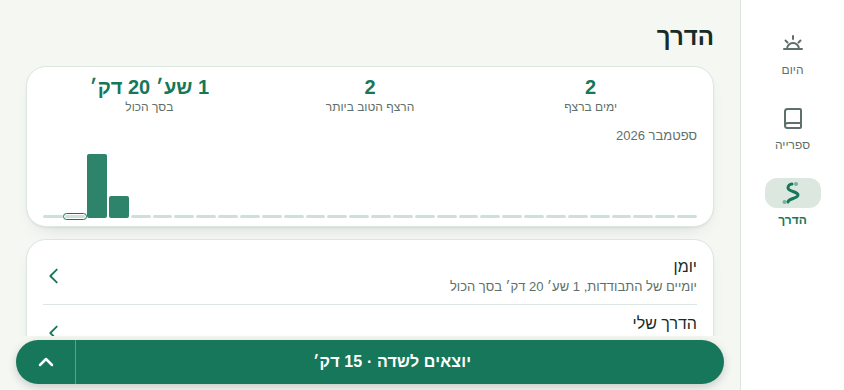 היום
ספרייה
הדרך
הדרך
2
ימים ברצף
2
הרצף הטוב ביותר
1 שע׳ 20 דק׳
בסך הכול
ספטמבר 2026
יומן
יומיים של התבודדות, 1 שע׳ 20 דק׳ בסך הכול
הדרך שלי
יוצאים לשדה · 15 דק׳